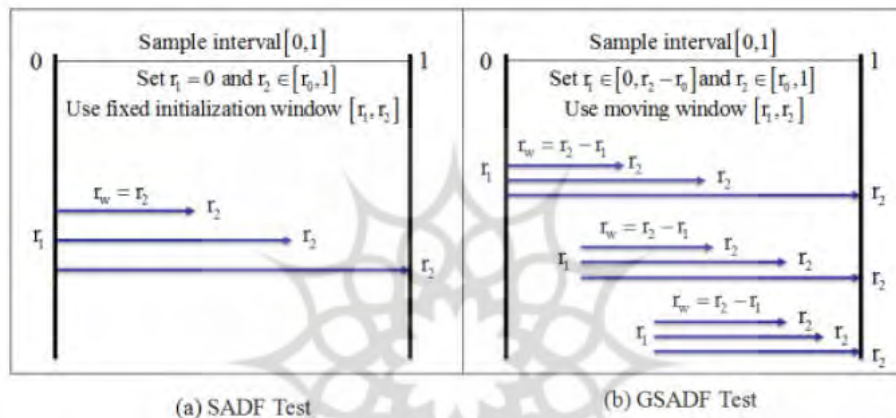 Sample interval[0,1]
0
1
Set r₁ = 0 and r₂ ∈[r₀,1]
Use fixed initialization window [r₁,r₂]
r_w = r₂
r₂
r₁
r₂
r₂
(a) SADF Test
Sample interval[0,1]
0
1
Set r₁ ∈[0,r₂ − r₀]and r₂ ∈[r₀,1]
Use moving window [r₁,r₂]
r_w = r₂ − r₁
r₂
r₁
r₂
r₂
r_w = r₂ − r₁
r₂
r₁
r₂
r₂
r_w = r₂ − r₁
r₂
r₁
r₂
r₂
(b) GSADF Test